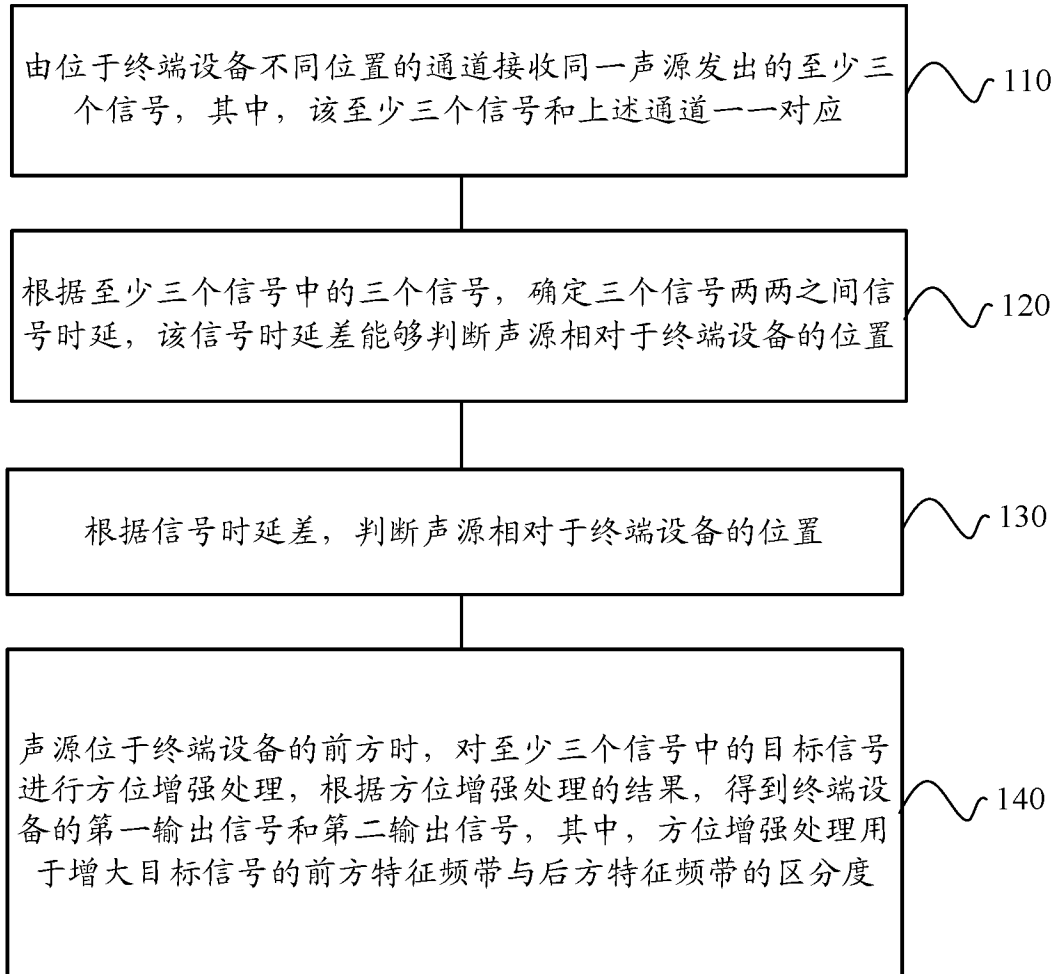 由位于终端设备不同位置的通道接收同一声源发出的至少三
个信号，其中，该至少三个信号和上述通道一一对应
110
根据至少三个信号中的三个信号，确定三个信号两两之间信
号时延，该信号时延差能够判断声源相对于终端设备的位置
120
根据信号时延差，判断声源相对于终端设备的位置
130
声源位于终端设备的前方时，对至少三个信号中的目标信号
进行方位增强处理，根据方位增强处理的结果，得到终端设
备的第一输出信号和第二输出信号，其中，方位增强处理用
于增大目标信号的前方特征频带与后方特征频带的区分度
140